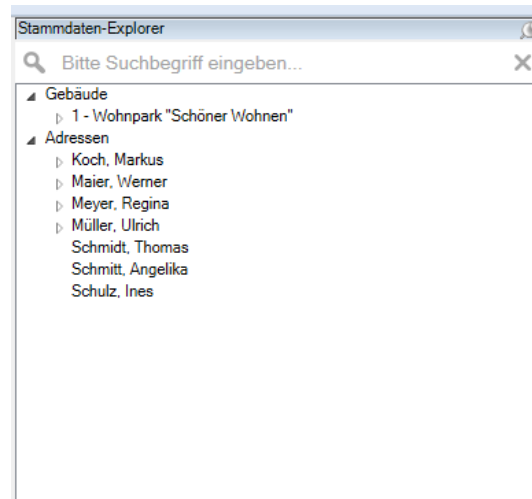 Stammdaten-Explorer
Bitte Suchbegriff eingeben...
Gebäude
1 - Wohnpark "Schöner Wohnen"
Adressen
Koch, Markus
Maier, Werner
Meyer, Regina
Müller, Ulrich
Schmidt, Thomas
Schmitt, Angelika
Schulz, Ines